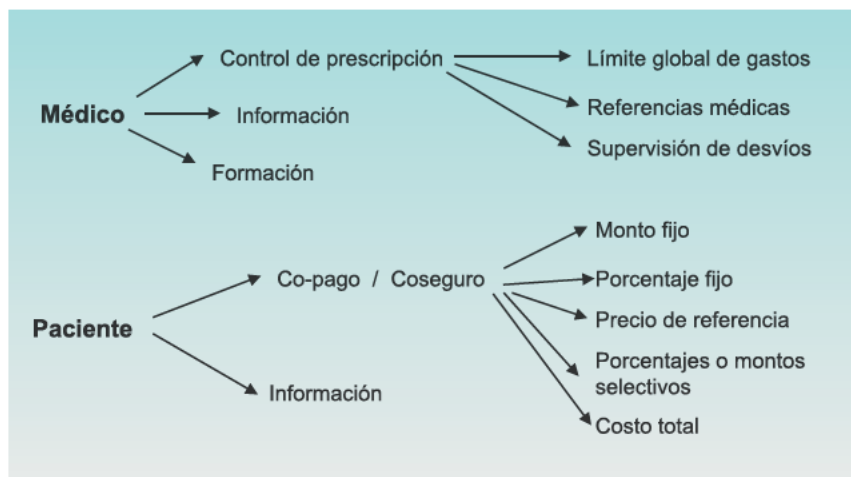 Médico
Control de prescripción
Información
Formación
Límite global de gastos
Referencias médicas
Supervisión de desvíos
Paciente
Co-pago / Coseguro
Información
Monto fijo
Porcentaje fijo
Precio de referencia
Porcentajes o montos
selectivos
Costo total